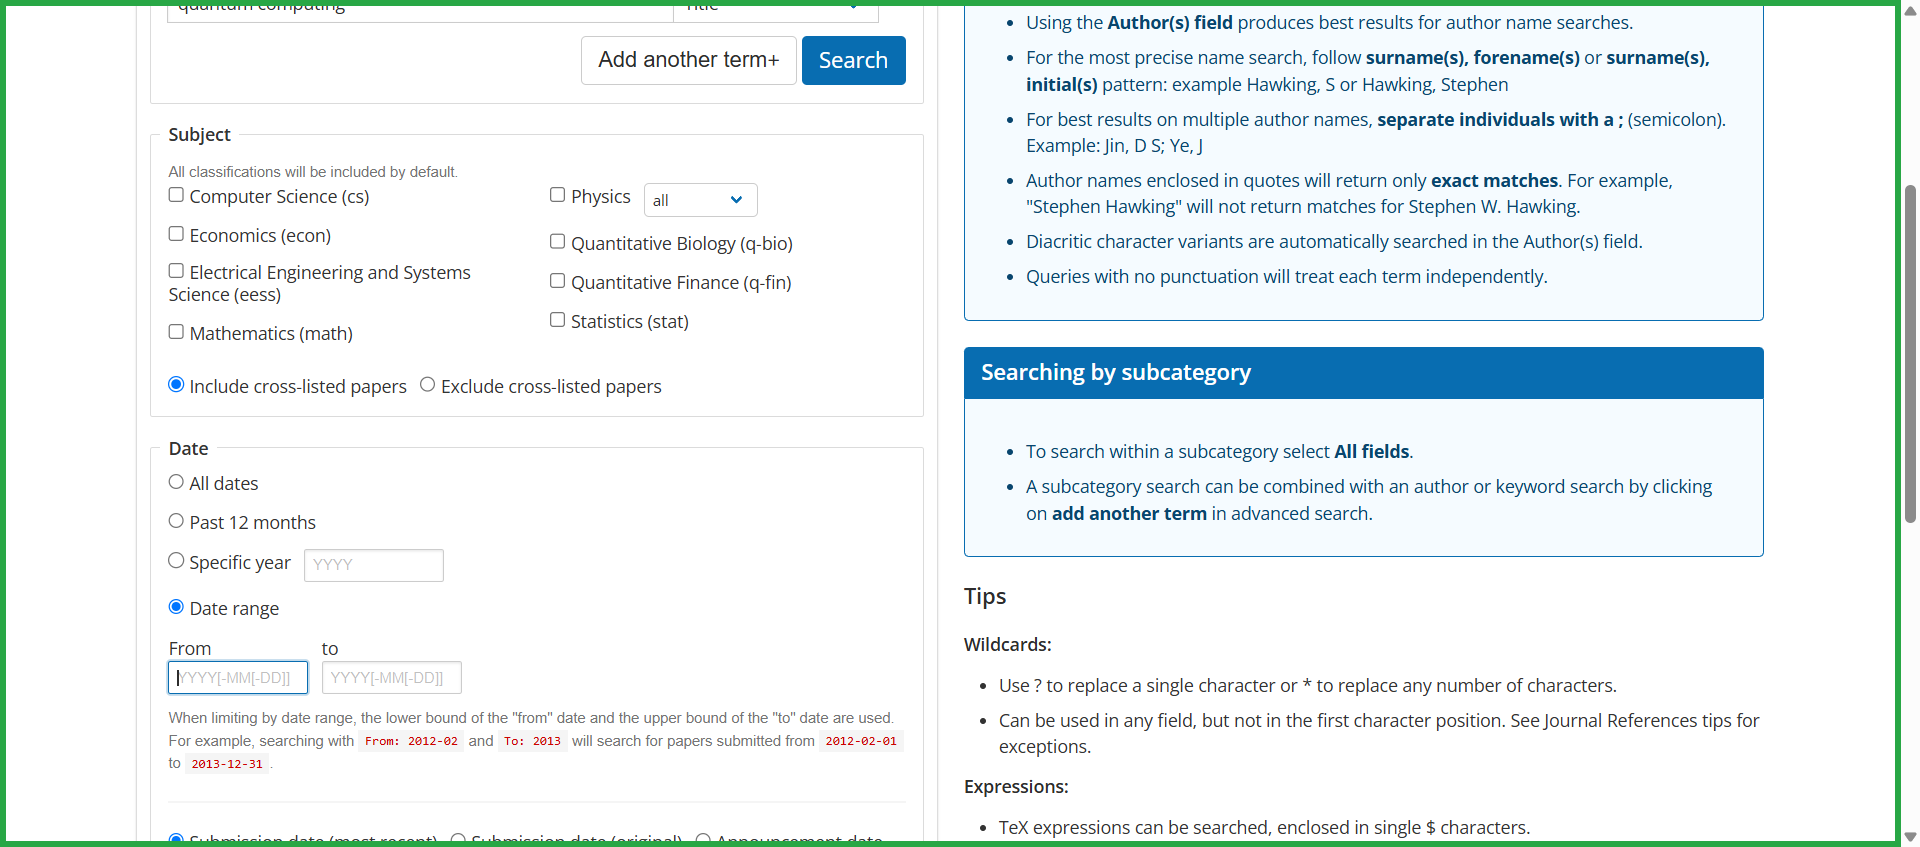 quantum computing
Title
Add another term+
Search
Subject
All classifications will be included by default.
Computer Science (cs)
Economics (econ)
Electrical Engineering and Systems
Science (eess)
Mathematics (math)
Physics
all
Quantitative Biology (q-bio)
Quantitative Finance (q-fin)
Statistics (stat)
Include cross-listed papers
Exclude cross-listed papers
Date
All dates
Past 12 months
Specific year
YYYY
Date range
From
to
YYYY[-MM[-DD]]
YYYY[-MM[-DD]]
When limiting by date range, the lower bound of the "from" date and the upper bound of the "to" date are used.
For example, searching with From: 2012-02 and To: 2013 will search for papers submitted from 2012-02-01
to 2013-12-31 .
Submission date (most recent)
Submission date (original)
Announcement date
Using the Author(s) field produces best results for author name searches.
For the most precise name search, follow surname(s), forename(s) or surname(s),
initial(s) pattern: example Hawking, S or Hawking, Stephen
For best results on multiple author names, separate individuals with a ; (semicolon).
Example: Jin, D S; Ye, J
Author names enclosed in quotes will return only exact matches. For example,
"Stephen Hawking" will not return matches for Stephen W. Hawking.
Diacritic character variants are automatically searched in the Author(s) field.
Queries with no punctuation will treat each term independently.
Searching by subcategory
To search within a subcategory select All fields.
A subcategory search can be combined with an author or keyword search by clicking
on add another term in advanced search.
Tips
Wildcards:
Use ? to replace a single character or * to replace any number of characters.
Can be used in any field, but not in the first character position. See Journal References tips for
exceptions.
Expressions:
TeX expressions can be searched, enclosed in single $ characters.